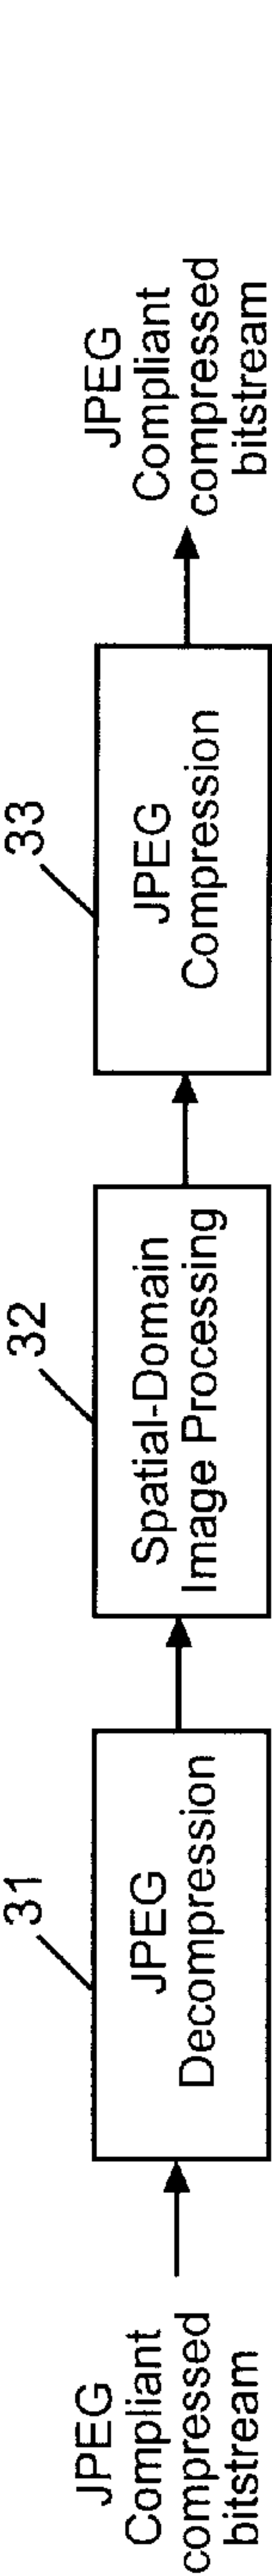 JPEG
Compliant
compressed
bitstream
31
JPEG
Decompression
32
Spatial-Domain
Image Processing
33
JPEG
Compression
JPEG
Compliant
compressed
bitstream